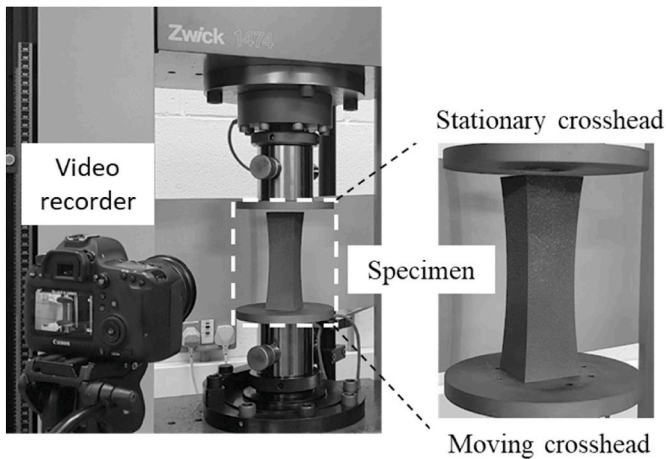 Zwick 1474
Stationary crosshead
Video
recorder
Specimen
Canon
Moving crosshead